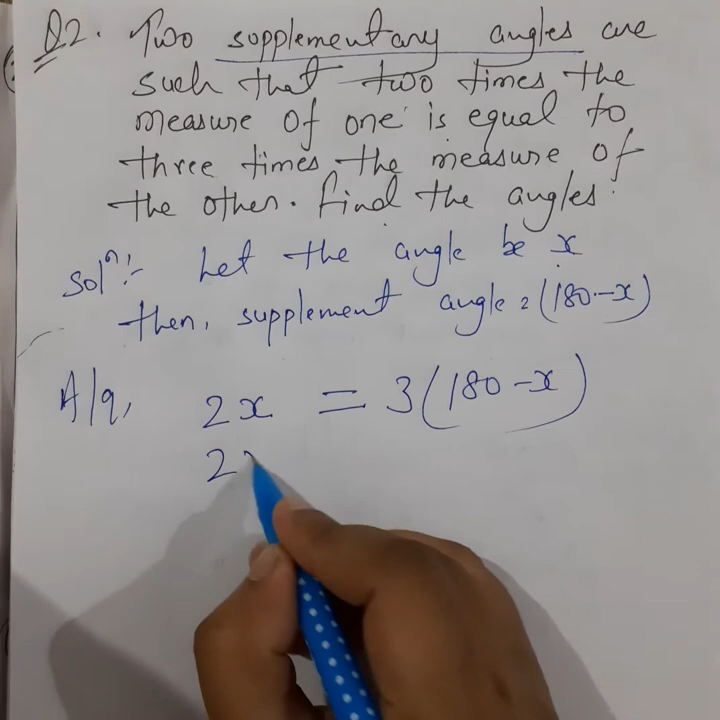 Q2. Two supplementary angles are
such that two times the
measure of one is equal to
three times the measure of
the other. find the angles.
Solⁿ:- Let the angle be x
then, supplement angle = (180-x)
A/q, 2x = 3(180-x)
2x